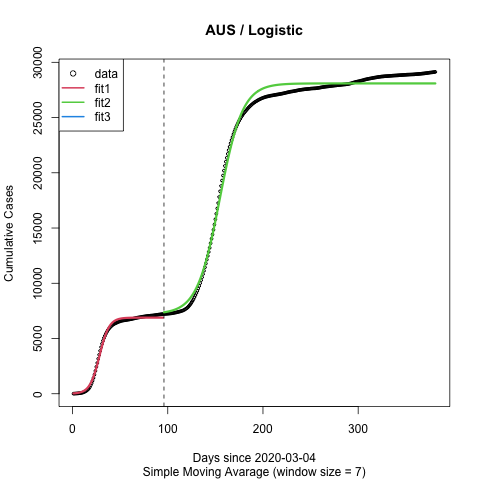 AUS / Logistic
data
fit1
fit2
fit3
Cumulative Cases
0
5000
10000
15000
20000
25000
30000
0 100 200 300
Days since 2020-03-04
Simple Moving Avarage (window size = 7)